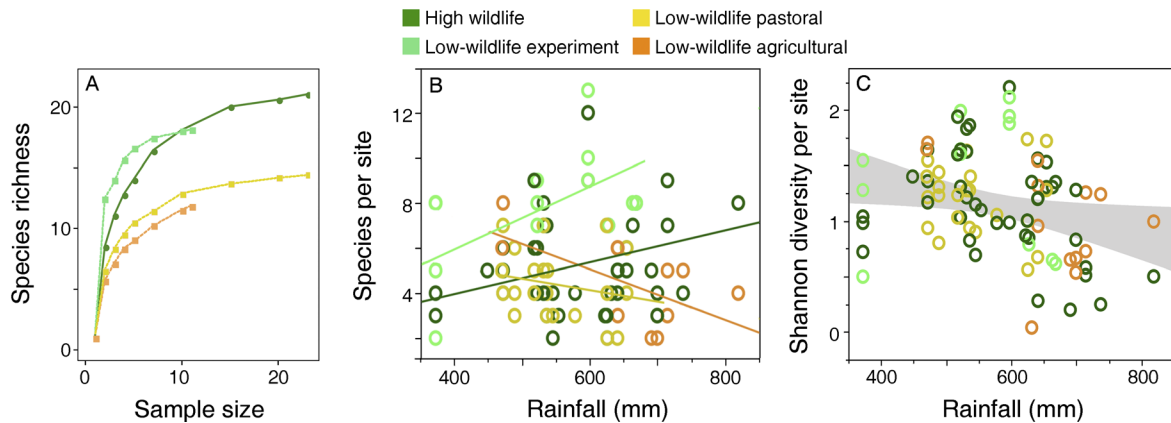 High wildlife
Low-wildlife pastoral
Low-wildlife experiment
Low-wildlife agricultural
A
Species richness
20
10
0
0
10
20
Sample size
B
Species per site
12
8
4
400
600
800
Rainfall (mm)
C
Shannon diversity per site
2
1
0
400
600
800
Rainfall (mm)